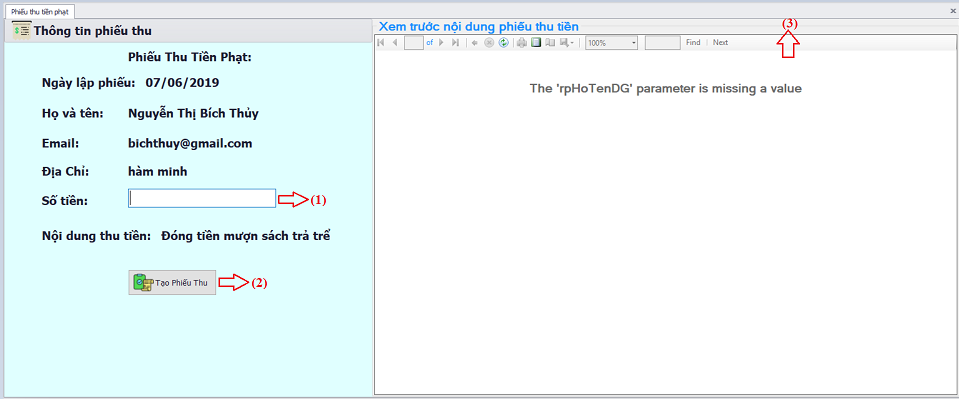 Phiếu thu tiền phạt
Thông tin phiếu thu
Phiếu Thu Tiền Phạt:
Ngày lập phiếu: 07/06/2019
Họ và tên: Nguyễn Thị Bích Thủy
Email: bichthuy@gmail.com
Địa Chỉ: hàm minh
Số tiền:
(1)
Nội dung thu tiền: Đóng tiền mượn sách trả trể
Tạo Phiếu Thu
(2)
Xem trước nội dung phiếu thu tiền
(3)
of 100% Find | Next
The 'rpHoTenDG' parameter is missing a value